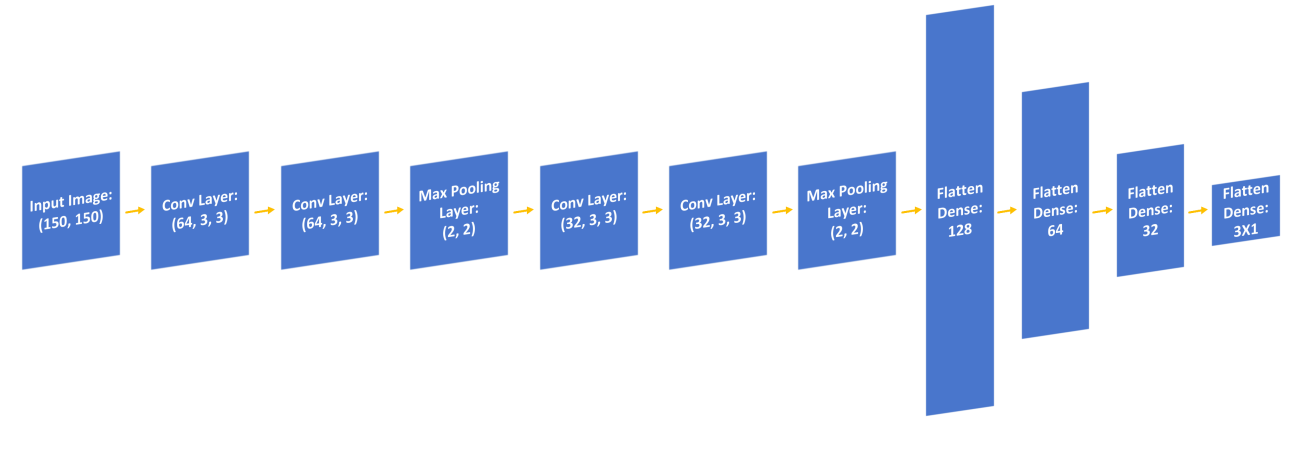 Input Image:
(150, 150)
Conv Layer:
(64, 3, 3)
Conv Layer:
(64, 3, 3)
Max Pooling
Layer:
(2, 2)
Conv Layer:
(32, 3, 3)
Conv Layer:
(32, 3, 3)
Max Pooling
Layer:
(2, 2)
Flatten
Dense:
128
Flatten
Dense:
64
Flatten
Dense:
32
Flatten
Dense:
3X1